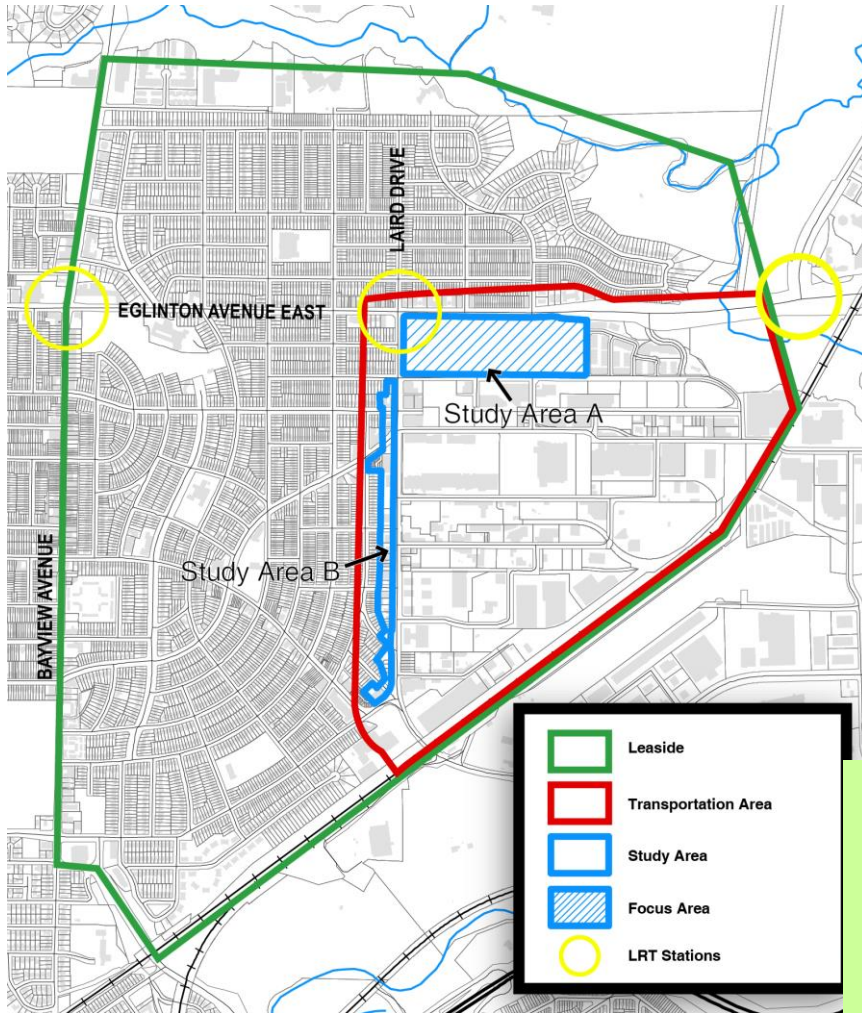 LAIRD DRIVE
EGLINTON AVENUE EAST
Study Area A
Study Area B
BAYVIEW AVENUE
Leaside
Transportation Area
Study Area
Focus Area
LRT Stations